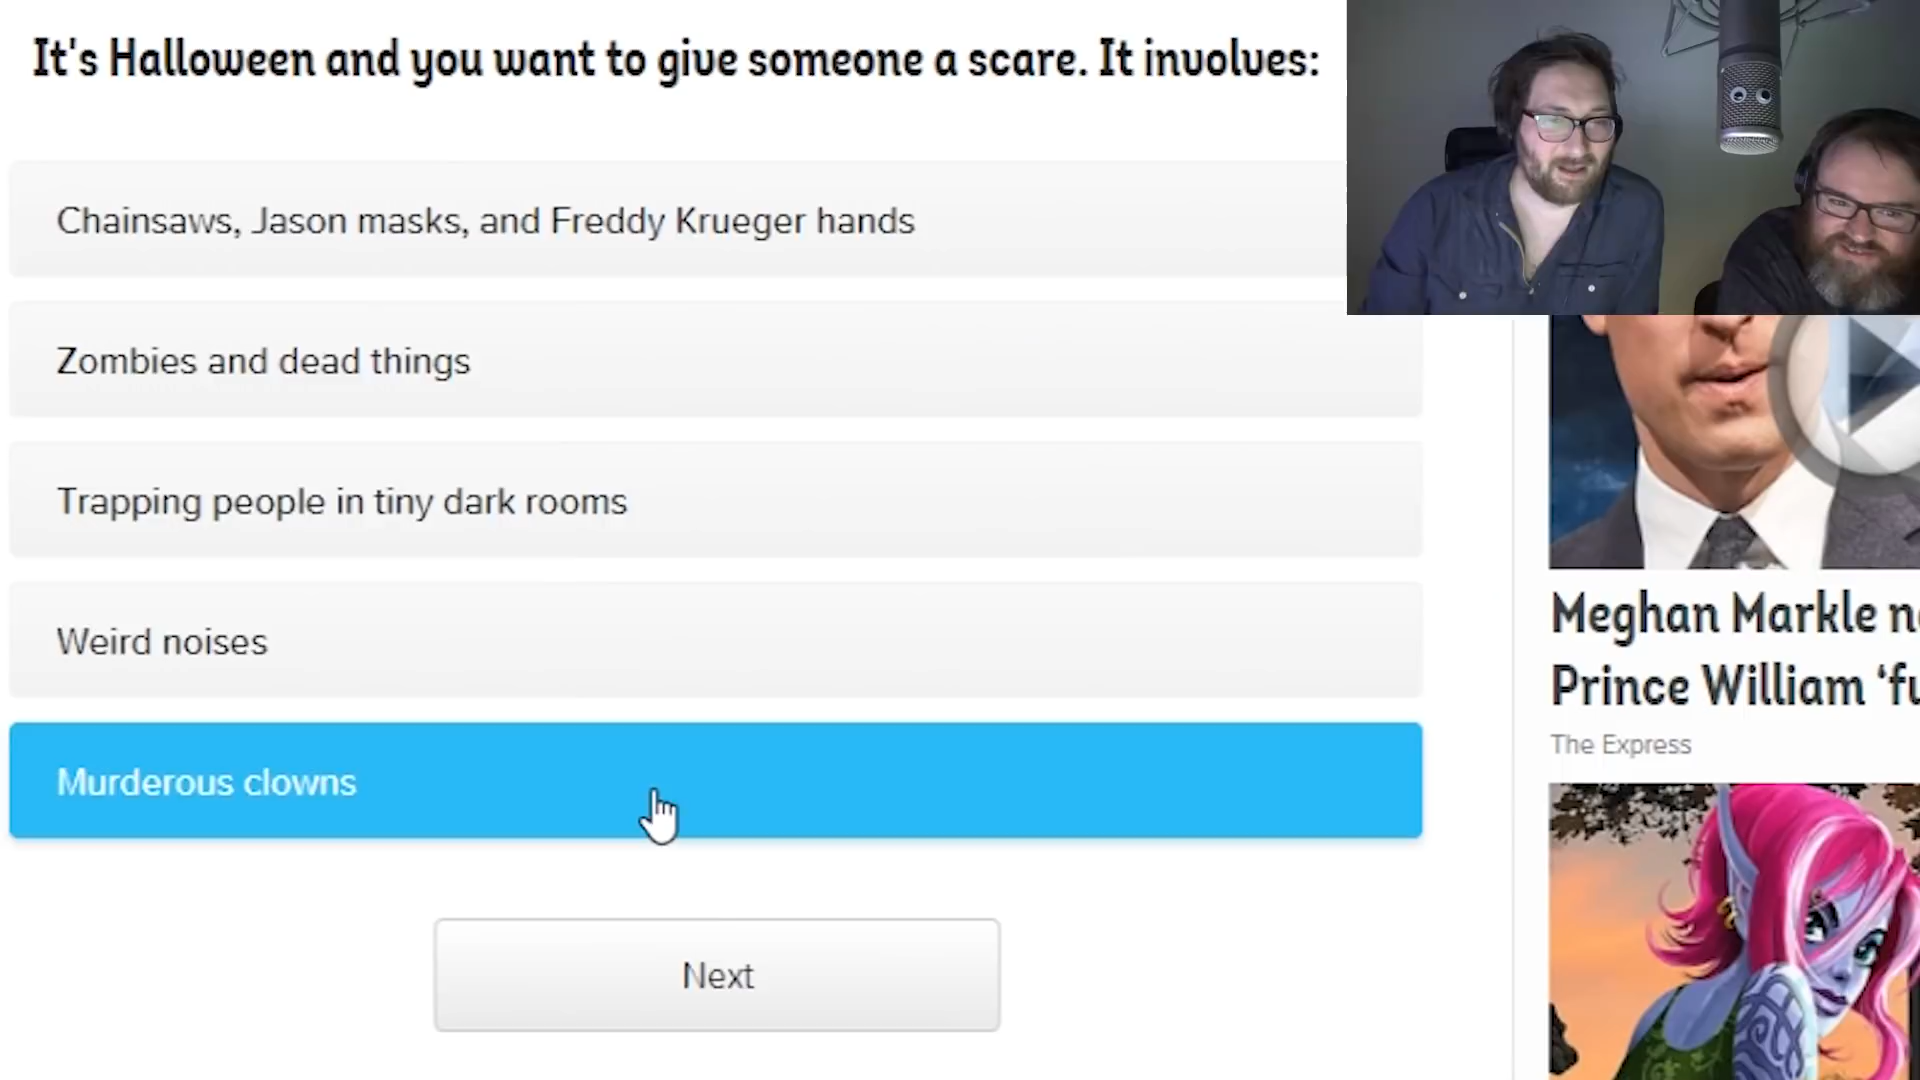 It's Halloween and you want to give someone a scare. It involves:
Chainsaws, Jason masks, and Freddy Krueger hands
Zombies and dead things
Trapping people in tiny dark rooms
Weird noises
Murderous clowns
Next
Meghan Markle
Prince William ‘fu
The Express